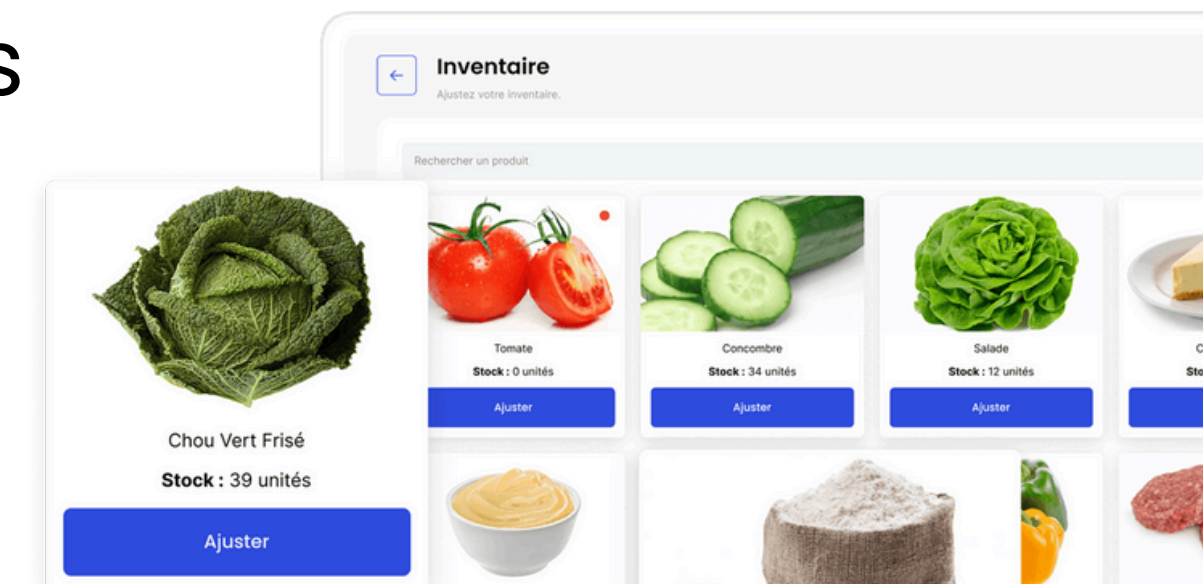 s
Inventaire
Ajustez votre inventaire.
Rechercher un produit
Tomate
Stock : 0 unités
Ajuster
Concombre
Stock : 34 unités
Ajuster
Salade
Stock : 12 unités
Ajuster
C
Sto
Chou Vert Frisé
Stock : 39 unités
Ajuster